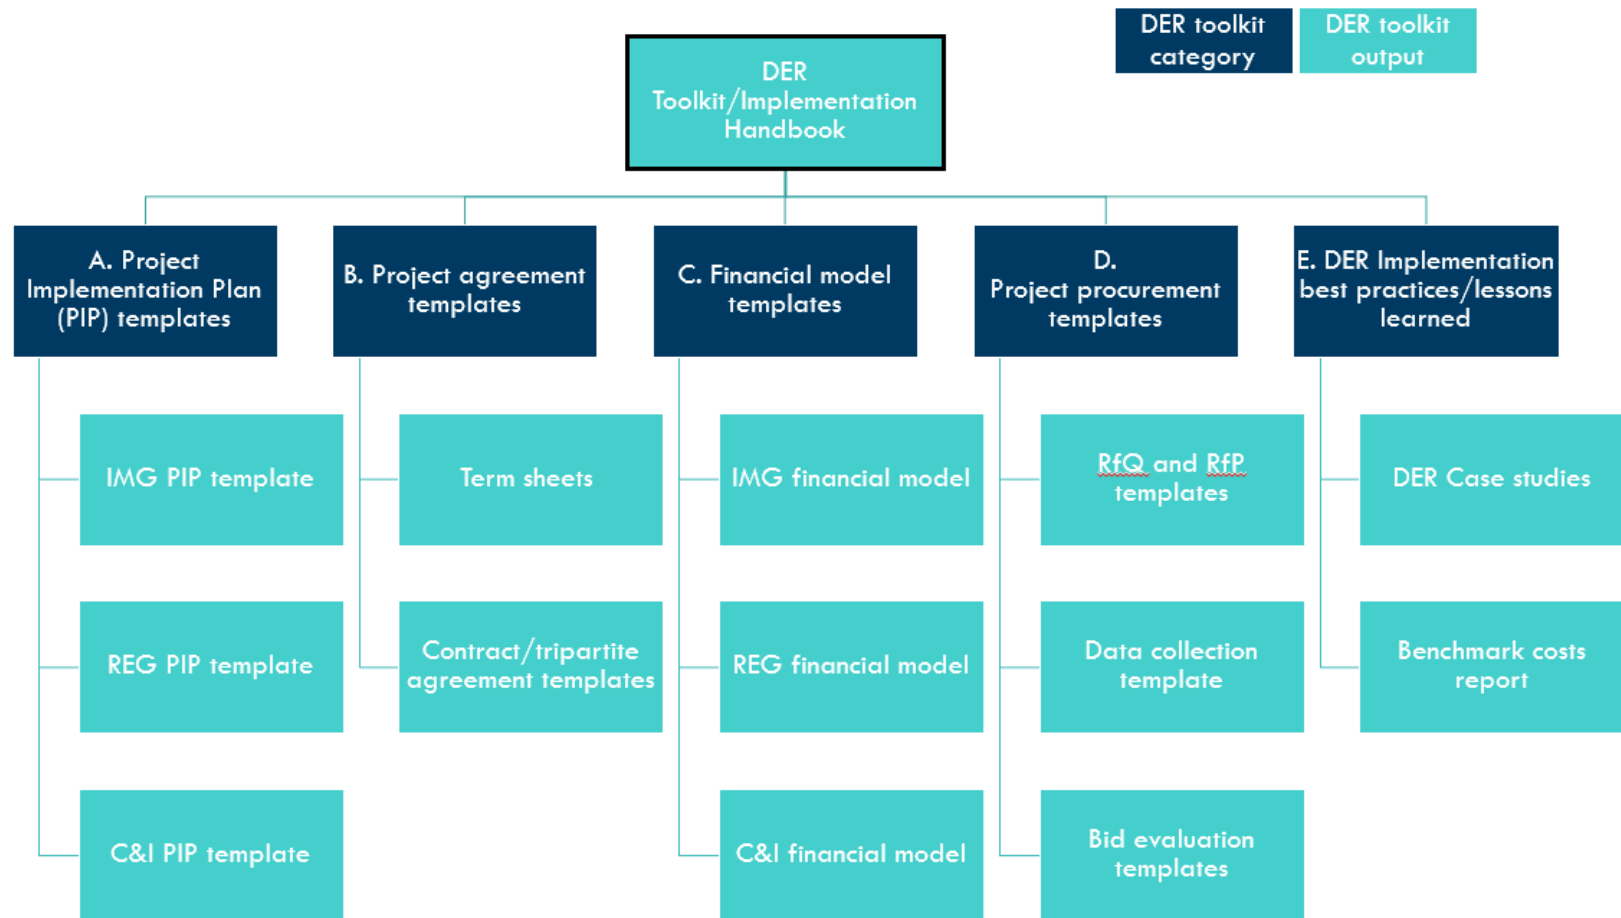 DER toolkit
category
DER toolkit
output
DER
Toolkit/Implementation
Handbook
A. Project
Implementation Plan
(PIP) templates
B. Project agreement
templates
C. Financial model
templates
D.
Project procurement
templates
E. DER Implementation
best practices/lessons
learned
IMG PIP template
REG PIP template
C&I PIP template
Term sheets
Contract/tripartite
agreement templates
IMG financial model
REG financial model
C&I financial model
RfQ and RfP
templates
Data collection
template
Bid evaluation
templates
DER Case studies
Benchmark costs
report